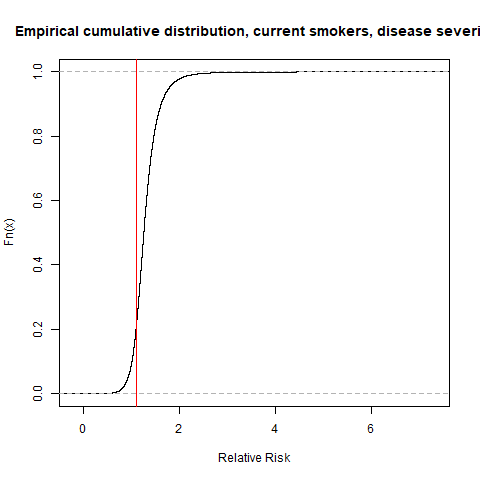 Empirical cumulative distribution, current smokers, disease severi
1.0
0.8
0.6
0.4
0.2
0.0
Fn(x)
0 2 4 6
Relative Risk